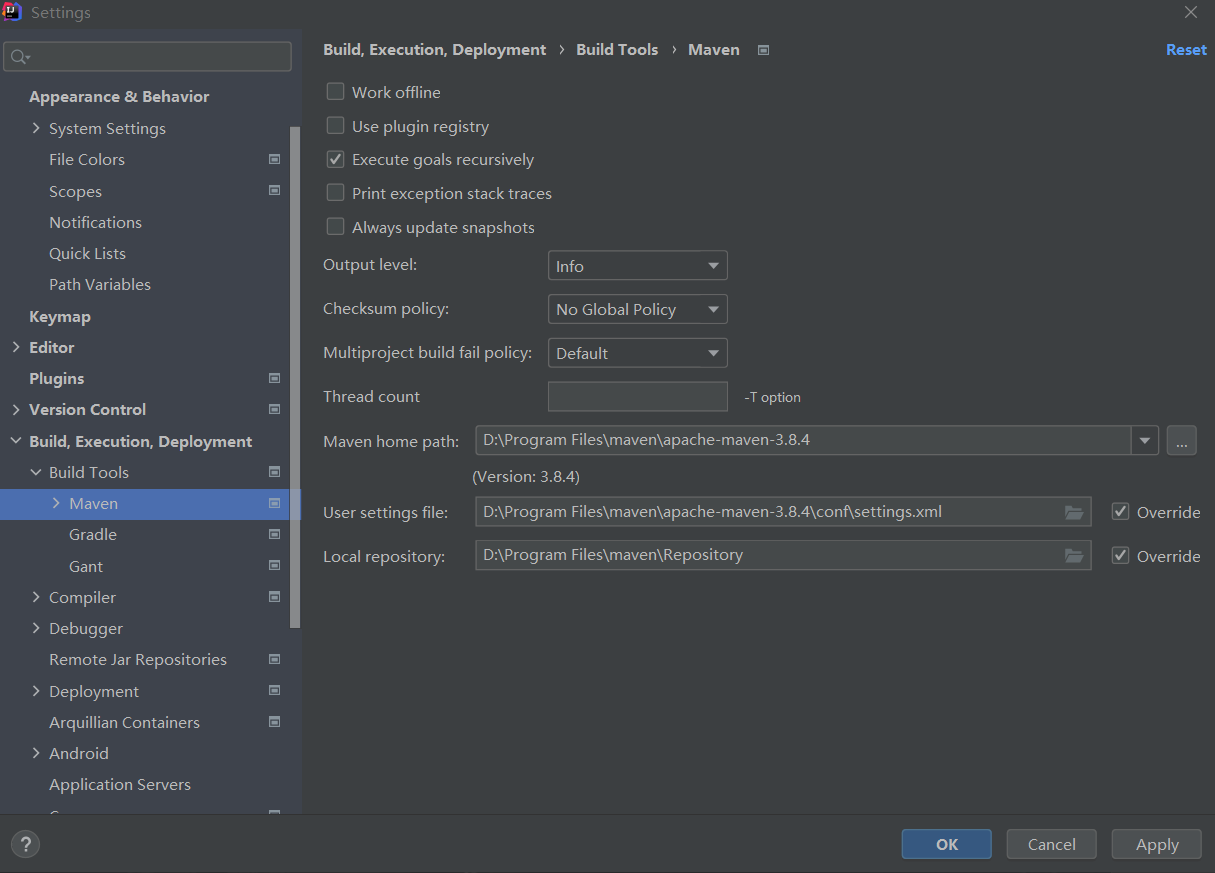 Settings
Build, Execution, Deployment › Build Tools › Maven
Reset
Appearance & Behavior
System Settings
File Colors
Scopes
Notifications
Quick Lists
Path Variables
Keymap
Editor
Plugins
Version Control
Build, Execution, Deployment
Build Tools
Maven
Gradle
Gant
Compiler
Debugger
Remote Jar Repositories
Deployment
Arquillian Containers
Android
Application Servers
Work offline
Use plugin registry
Execute goals recursively
Print exception stack traces
Always update snapshots
Output level: Info
Checksum policy: No Global Policy
Multiproject build fail policy: Default
Thread count -T option
Maven home path: D:\Program Files\maven\apache-maven-3.8.4 ...
(Version: 3.8.4)
User settings file: D:\Program Files\maven\apache-maven-3.8.4\conf\settings.xml Override
Local repository: D:\Program Files\maven\Repository Override
? OK Cancel Apply